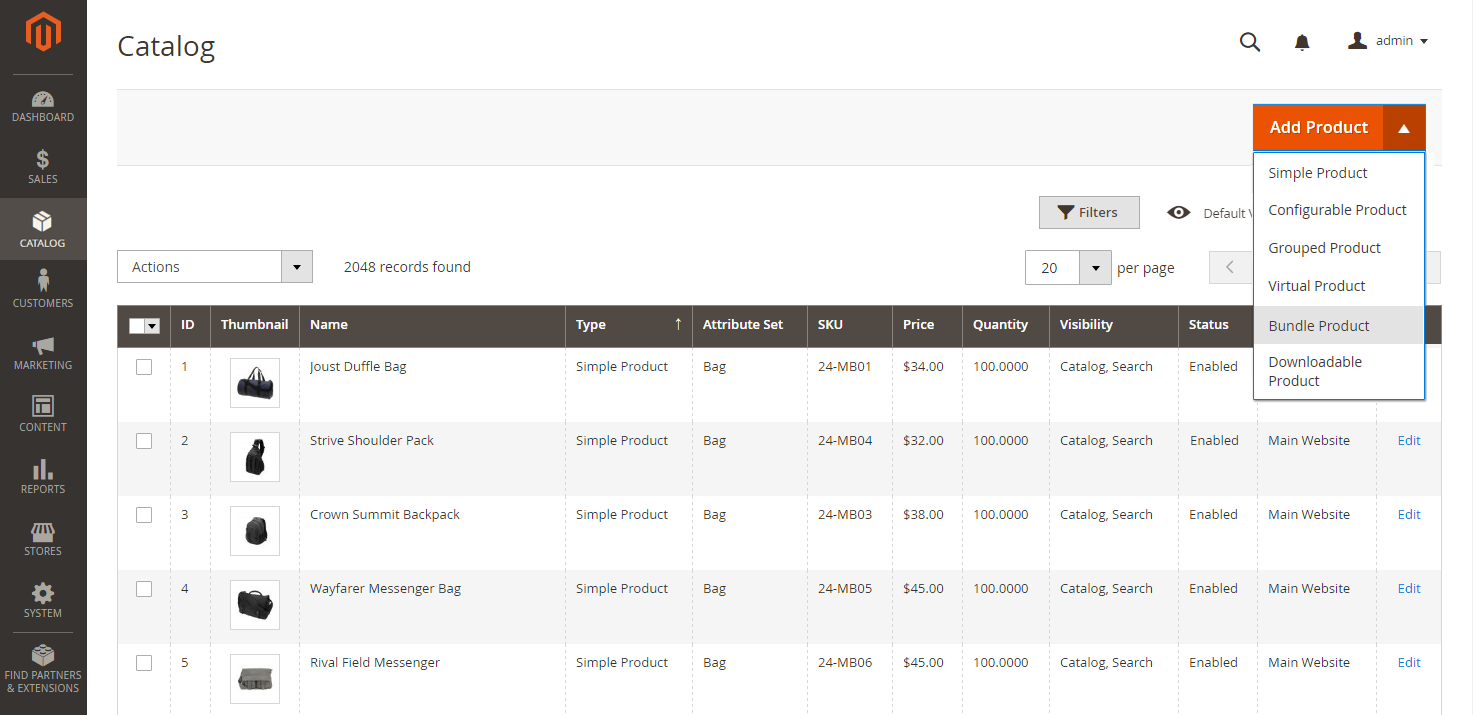 Catalog
admin
DASHBOARD
SALES
CATALOG
CUSTOMERS
MARKETING
CONTENT
REPORTS
STORES
SYSTEM
FIND PARTNERS
& EXTENSIONS
Add Product
Simple Product
Configurable Product
Grouped Product
Virtual Product
Bundle Product
Downloadable
Product
Filters
Default
Actions
2048 records found
20 per page
ID Thumbnail Name Type ↑ Attribute Set SKU Price Quantity Visibility Status
1 Joust Duffle Bag Simple Product Bag 24-MB01 $34.00 100.0000 Catalog, Search Enabled
2 Strive Shoulder Pack Simple Product Bag 24-MB04 $32.00 100.0000 Catalog, Search Enabled Main Website Edit
3 Crown Summit Backpack Simple Product Bag 24-MB03 $38.00 100.0000 Catalog, Search Enabled Main Website Edit
4 Wayfarer Messenger Bag Simple Product Bag 24-MB05 $45.00 100.0000 Catalog, Search Enabled Main Website Edit
5 Rival Field Messenger Simple Product Bag 24-MB06 $45.00 100.0000 Catalog, Search Enabled Main Website Edit